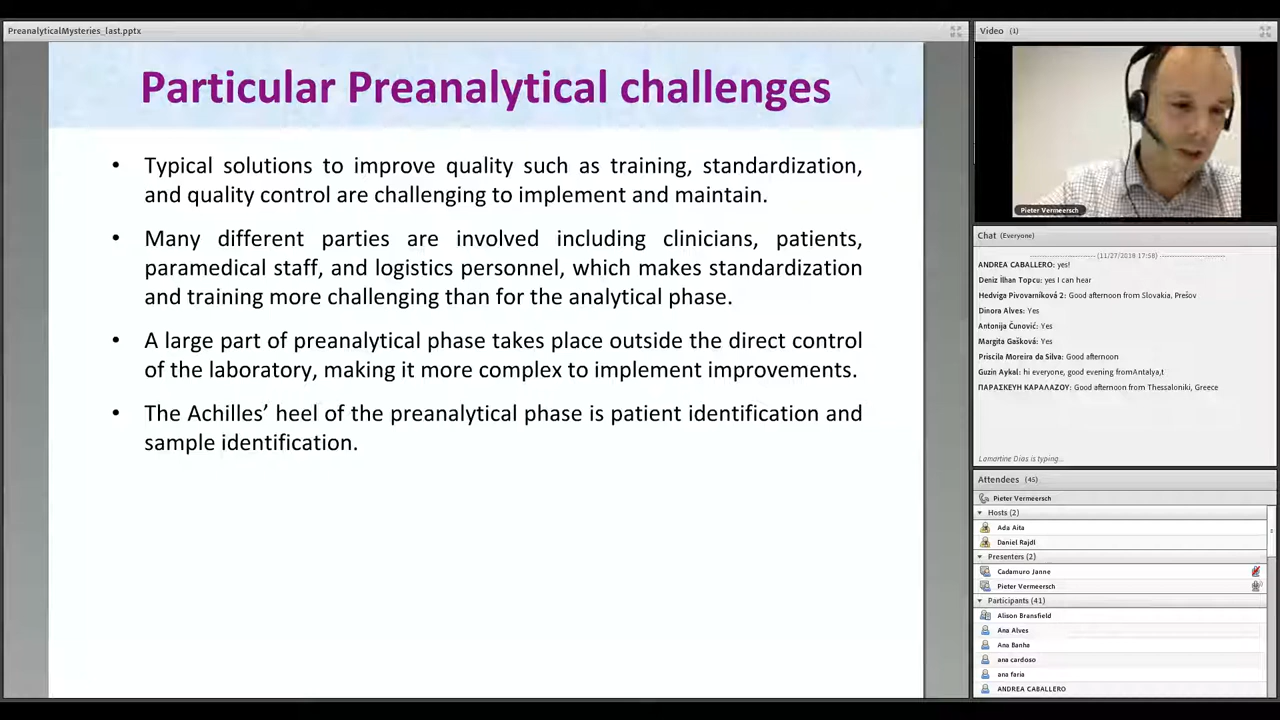 PreanalyticalMysteries_last.pptx
Particular Preanalytical challenges
• Typical solutions to improve quality such as training, standardization,
and quality control are challenging to implement and maintain.
• Many different parties are involved including clinicians, patients,
paramedical staff, and logistics personnel, which makes standardization
and training more challenging than for the analytical phase.
• A large part of preanalytical phase takes place outside the direct control
of the laboratory, making it more complex to implement improvements.
• The Achilles’ heel of the preanalytical phase is patient identification and
sample identification.
Video (1)
Pieter Vermeersch
Chat (Everyone)
(11/27/2018 17:58)
ANDREA CABALLERO: yes!
Deniz İlhan Topcu: yes I can hear
Hedviga Pivovarníková 2: Good afternoon from Slovakia, Prešov
Dinora Alves: Yes
Antonija Čunović: Yes
Margita Gašková: Yes
Priscila Moreira da Silva: Good afternoon
Guzin Aykal: hi everyone, good evening fromAntalya,t
ΠΑΡΑΣΚΕΥΗ ΚΑΡΑΛΑΖΟΥ: Good afternoon from Thessaloniki, Greece
Lamartine Dias is typing...
Attendees (45)
Pieter Vermeersch
Hosts (2)
Ada Aita
Daniel Rajdl
Presenters (2)
Cadamuro Janne
Pieter Vermeersch
Participants (41)
Alison Bransfield
Ana Alves
Ana Banha
ana cardoso
ana faria
ANDREA CABALLERO